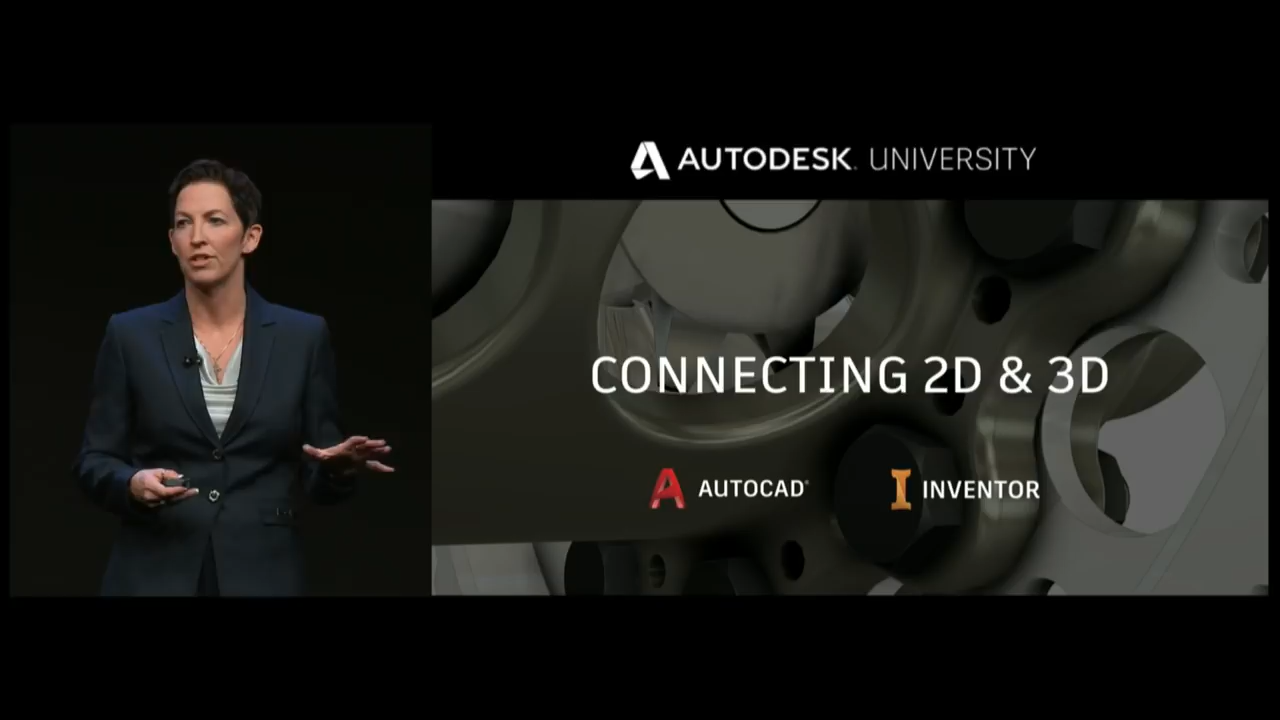 AUTODESK. UNIVERSITY
CONNECTING 2D & 3D
AUTOCAD® INVENTOR